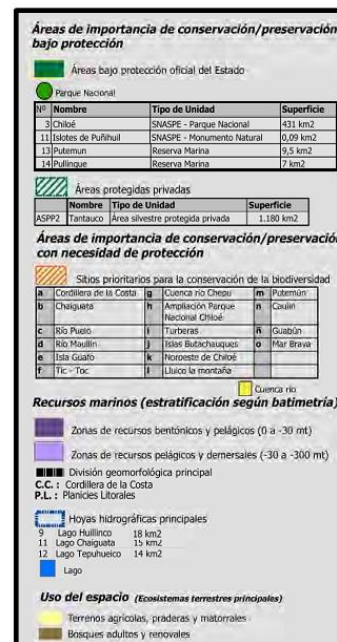 Áreas de importancia de conservación/preservación
bajo protección
Áreas bajo protección oficial del Estado
Parque Nacional
Nº Nombre Tipo de Unidad Superficie
3 Chiloé SNASPE - Parque Nacional 431 km2
11 Islotes de Puñihuil SNASPE - Monumento Natural 0,09 km2
13 Putemun Reserva Marina 9,5 km2
14 Pullinque Reserva Marina 7 km2
Áreas protegidas privadas
Nombre Tipo de Unidad Superficie
ASPP2 Tantauco Área silvestre protegida privada 1.180 km2
Áreas de importancia de conservación/preservación
con necesidad de protección
Sitios prioritarios para la conservación de la biodiversidad
a Cordillera de la Costa g Cuenca río Chepu m Putemún
b Chaiguata h Ampliación Parque n Caulín
Nacional Chiloé
c Río Puelo i Turberas ñ Guabún
d Río Maullín j Islas Butachauques o Mar Brava
e Isla Guafo k Noroeste de Chiloé
f Tic - Toc l Lluico la montaña
Cuenca río
Recursos marinos (estratificación según batimetría)
Zonas de recursos bentónicos y pelágicos (0 a -30 mt)
Zonas de recursos pelágicos y demersales (-30 a -300 mt)
División geomorfológica principal
C.C. : Cordillera de la Costa
P.L. : Planicies Litorales
Hoyas hidrográficas principales
9 Lago Huillinco 18 km2
11 Lago Chaiguata 15 km2
12 Lago Tepuhueico 14 km2
Lago
Uso del espacio (Ecosistemas terrestres principales)
Terrenos agrícolas, praderas y matorrales
Bosques adultos y renovales